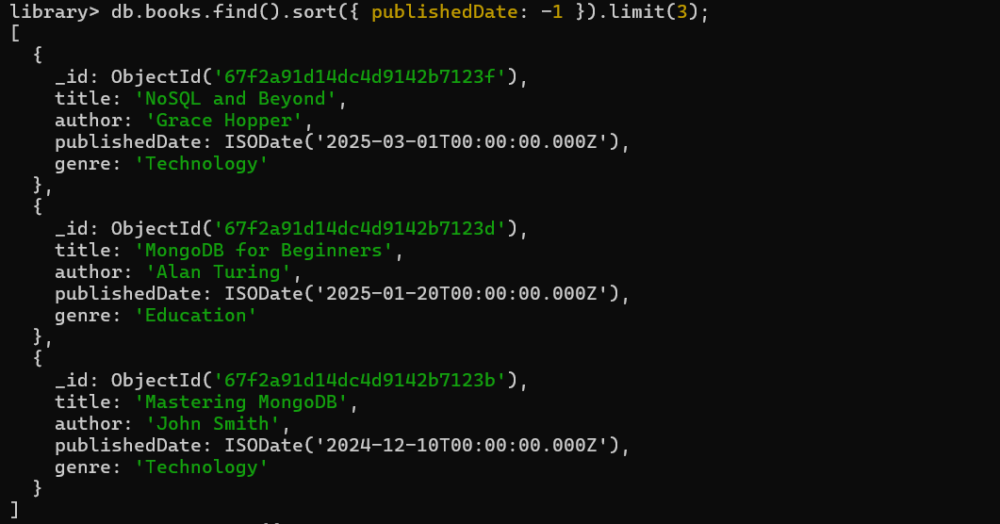 library> db.books.find().sort({ publishedDate: -1 }).limit(3);
[
  {
    _id: ObjectId('67f2a91d14dc4d9142b7123f'),
    title: 'NoSQL and Beyond',
    author: 'Grace Hopper',
    publishedDate: ISODate('2025-03-01T00:00:00.000Z'),
    genre: 'Technology'
  },
  {
    _id: ObjectId('67f2a91d14dc4d9142b7123d'),
    title: 'MongoDB for Beginners',
    author: 'Alan Turing',
    publishedDate: ISODate('2025-01-20T00:00:00.000Z'),
    genre: 'Education'
  },
  {
    _id: ObjectId('67f2a91d14dc4d9142b7123b'),
    title: 'Mastering MongoDB',
    author: 'John Smith',
    publishedDate: ISODate('2024-12-10T00:00:00.000Z'),
    genre: 'Technology'
  }
]